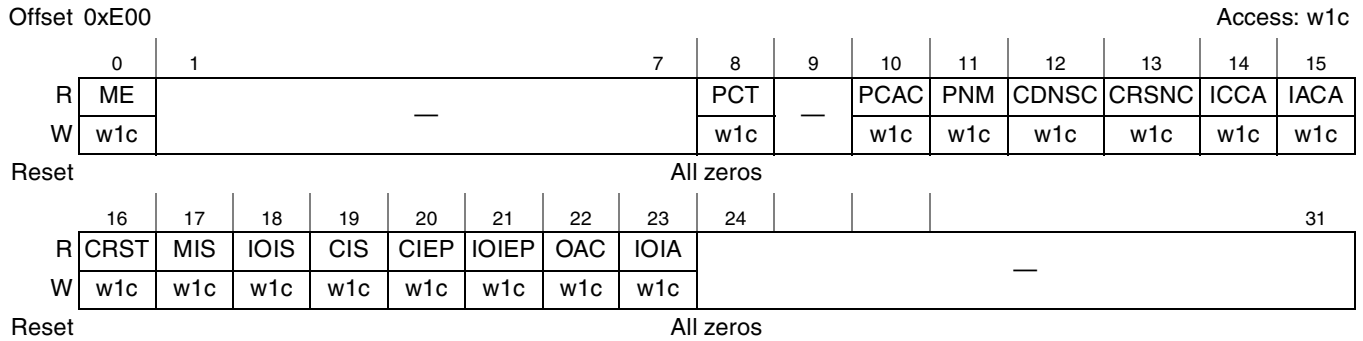 Offset 0xE00 Access: w1c
0 1 7 8 9 10 11 12 13 14 15
R ME — PCT — PCAC PNM CDNSC CRSNC ICCA IACA
W w1c w1c w1c w1c w1c w1c w1c w1c
Reset All zeros
16 17 18 19 20 21 22 23 24 31
R CRST MIS IOIS CIS CIEP IOIEP OAC IOIA —
W w1c w1c w1c w1c w1c w1c w1c w1c
Reset All zeros